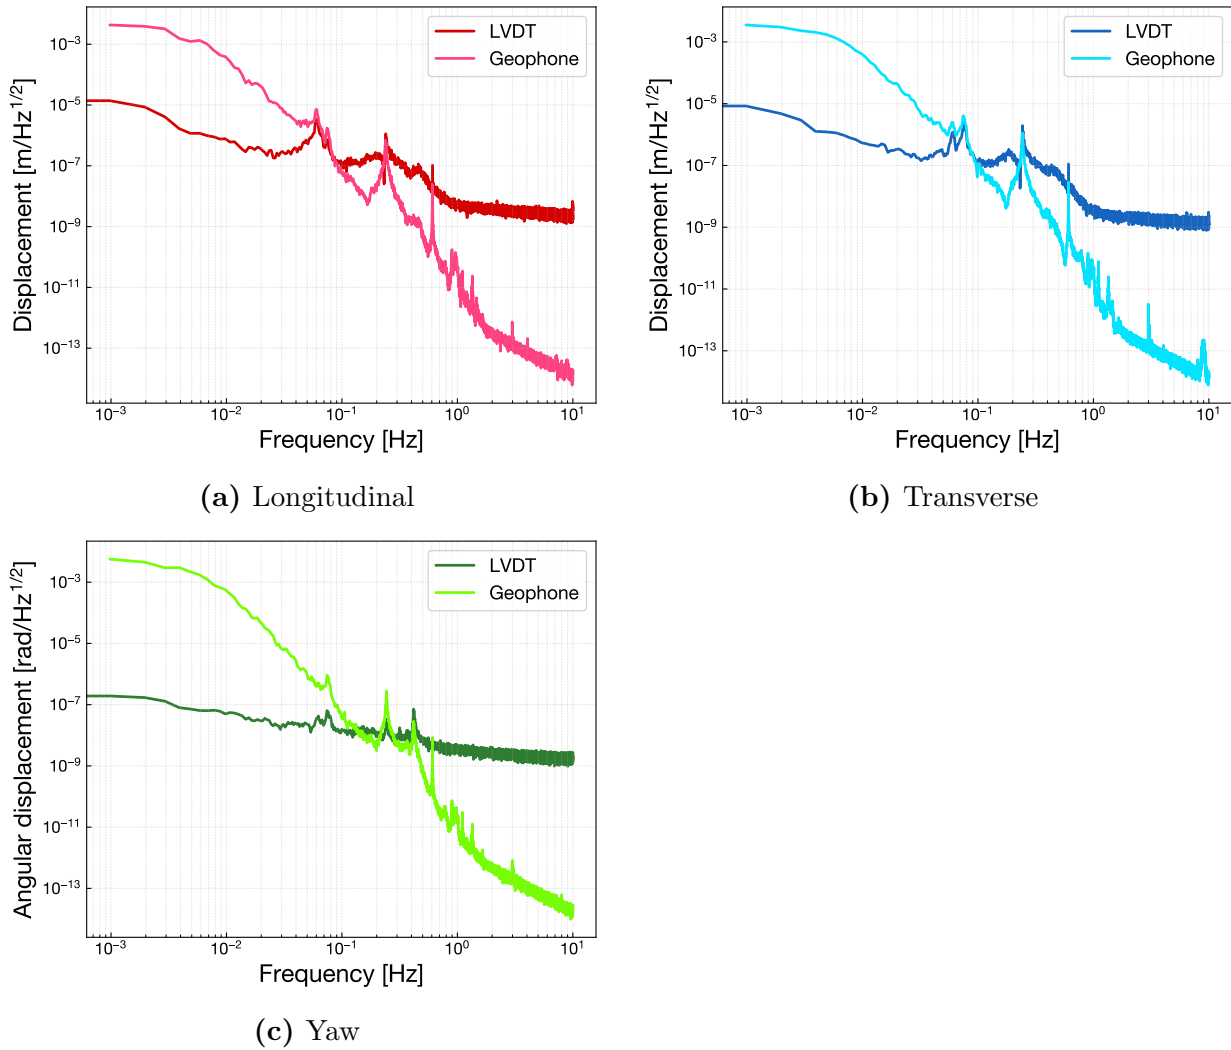 LVDT
Geophone
Displacement [m/Hz^1/2]
10^−3
10^−5
10^−7
10^−9
10^−11
10^−13
10^−3 10^−2 10^−1 10^0 10^1
Frequency [Hz]
(a) Longitudinal
LVDT
Geophone
Displacement [m/Hz^1/2]
10^−3
10^−5
10^−7
10^−9
10^−11
10^−13
10^−3 10^−2 10^−1 10^0 10^1
Frequency [Hz]
(b) Transverse
LVDT
Geophone
Angular displacement [rad/Hz^1/2]
10^−3
10^−5
10^−7
10^−9
10^−11
10^−13
10^−3 10^−2 10^−1 10^0 10^1
Frequency [Hz]
(c) Yaw